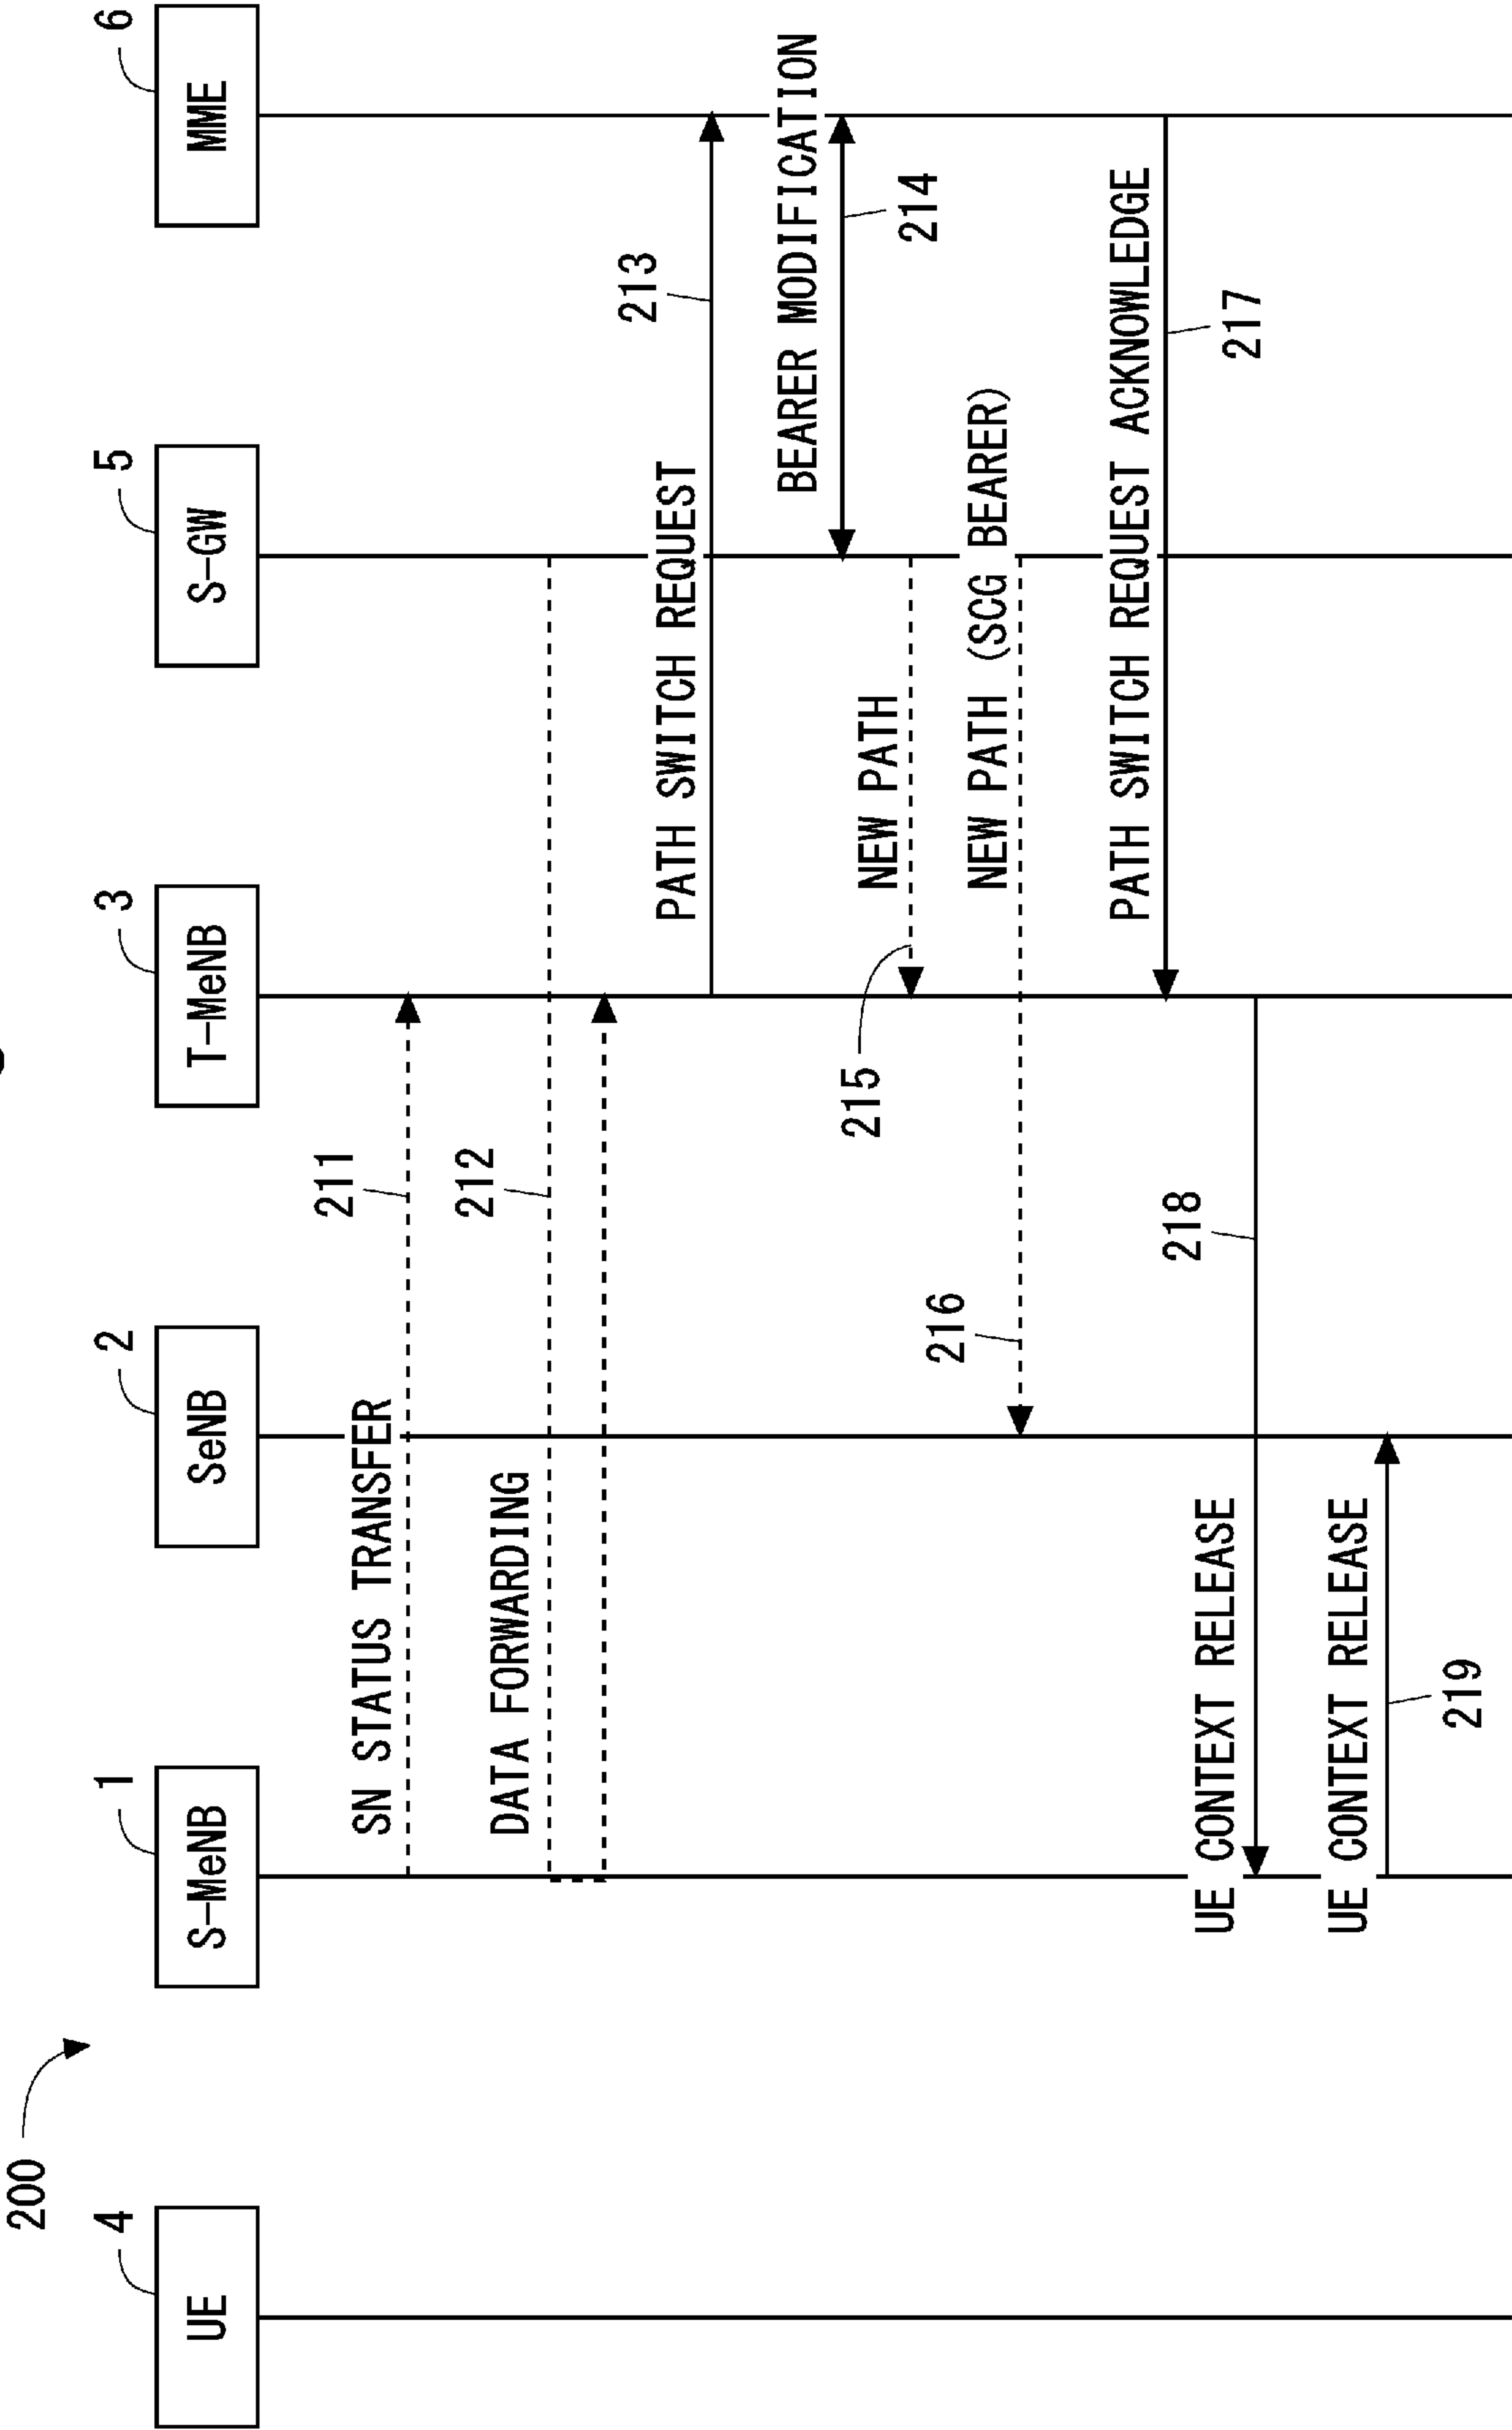 200
4
1
2
3
5
6
UE
S-MeNB
SeNB
T-MeNB
S-GW
MME
211
SN STATUS TRANSFER
212
DATA FORWARDING
213
PATH SWITCH REQUEST
BEARER MODIFICATION
214
215
NEW PATH
216
NEW PATH (SCG BEARER)
PATH SWITCH REQUEST ACKNOWLEDGE
217
218
UE CONTEXT RELEASE
UE CONTEXT RELEASE
219